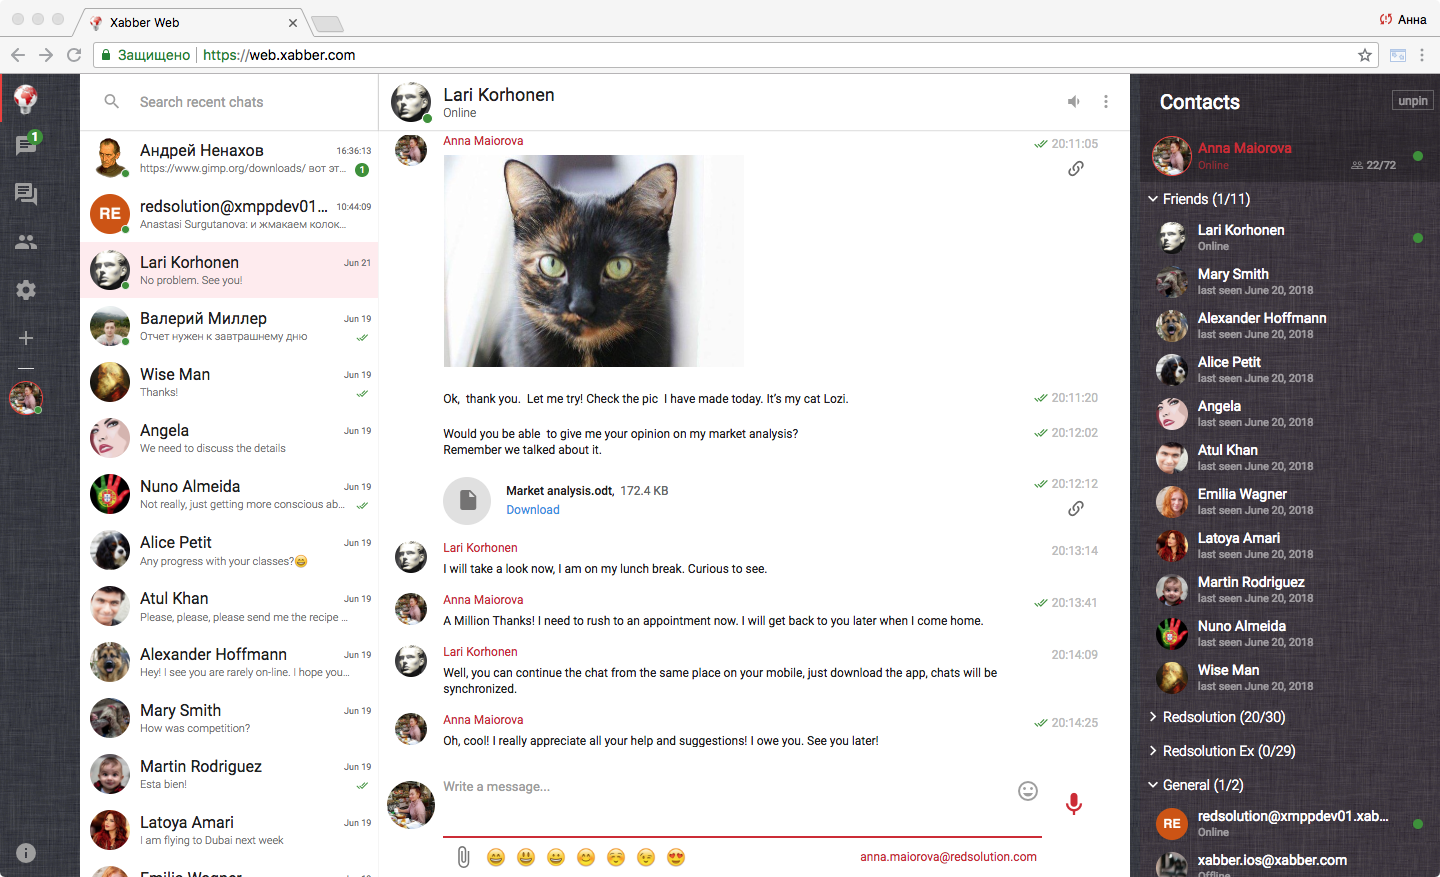 Xabber Web
Анна
Защищено
https://web.xabber.com
1
Search recent chats
Андрей Ненахов
16:36:13
https://www.gimp.org/downloads/ вот эт...
1
redsolution@xmppdev01...
10:44:09
Anastasi Surgutanova: и жмакаем колок...
Lari Korhonen
Jun 21
No problem. See you!
Валерий Миллер
Jun 19
Отчет нужен к завтрашнему дню
Wise Man
Jun 19
Thanks!
Angela
Jun 19
We need to discuss the details
Nuno Almeida
Jun 19
Not really, just getting more conscious ab...
Alice Petit
Jun 19
Any progress with your classes?😄
Atul Khan
Jun 19
Please, please, please send me the recipe ...
Alexander Hoffmann
Jun 19
Hey! I see you are rarely on-line. I hope you...
Mary Smith
Jun 19
How was competition?
Martin Rodriguez
Jun 19
Esta bien!
Latoya Amari
Jun 19
I am flying to Dubai next week
Emilia Wagner
Lari Korhonen
Online
Anna Maiorova
20:11:05
Ok, thank you. Let me try! Check the pic I have made today. It's my cat Lozi.
20:11:20
Would you be able to give me your opinion on my market analysis?
20:12:02
Remember we talked about it.
Market analysis.odt, 172.4 KB
20:12:12
Download
Lari Korhonen
20:13:14
I will take a look now, I am on my lunch break. Curious to see.
Anna Maiorova
20:13:41
A Million Thanks! I need to rush to an appointment now. I will get back to you later when I come home.
Lari Korhonen
20:14:09
Well, you can continue the chat from the same place on your mobile, just download the app, chats will be
synchronized.
Anna Maiorova
20:14:25
Oh, cool! I really appreciate all your help and suggestions! I owe you. See you later!
Write a message...
anna.maiorova@redsolution.com
Contacts
unpin
Anna Maiorova
Online
22/72
Friends (1/11)
Lari Korhonen
Online
Mary Smith
last seen June 20, 2018
Alexander Hoffmann
last seen June 20, 2018
Alice Petit
last seen June 20, 2018
Angela
last seen June 20, 2018
Atul Khan
last seen June 20, 2018
Emilia Wagner
last seen June 20, 2018
Latoya Amari
last seen June 20, 2018
Martin Rodriguez
last seen June 20, 2018
Nuno Almeida
last seen June 20, 2018
Wise Man
last seen June 20, 2018
Redsolution (20/30)
Redsolution Ex (0/29)
General (1/2)
RE
redsolution@xmppdev01.xab...
Online
xabber.ios@xabber.com
Offline
RE